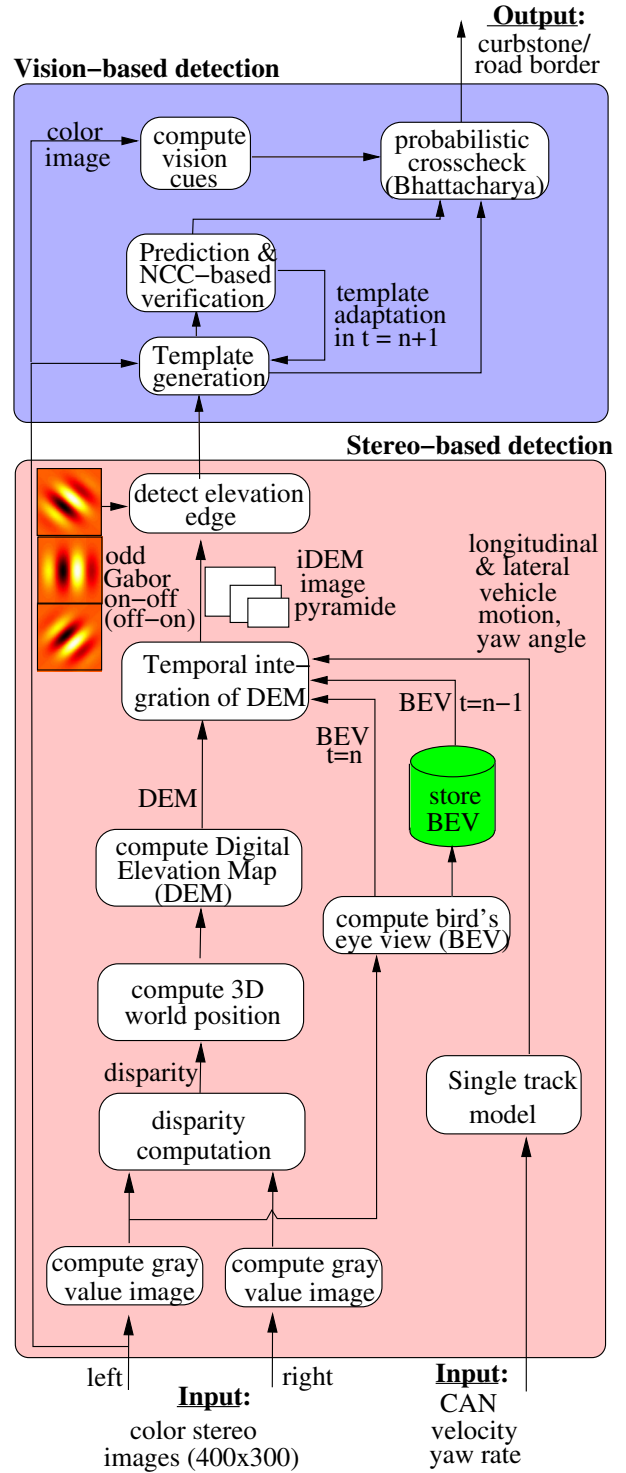 Output:
curbstone/
road border
Vision-based detection
color
image
compute
vision
cues
probabilistic
crosscheck
(Bhattacharya)
Prediction &
NCC-based
verification
template
adaptation
in t = n+1
Template
generation
Stereo-based detection
detect elevation
edge
odd
Gabor
on-off
(off-on)
iDEM
image
pyramide
longitudinal
& lateral
vehicle
motion,
yaw angle
Temporal inte-
gration of DEM
BEV
t=n
BEV t=n-1
store
BEV
DEM
compute Digital
Elevation Map
(DEM)
compute bird's
eye view (BEV)
compute 3D
world position
disparity
Single track
model
disparity
computation
compute gray
value image
compute gray
value image
left
right
Input:
color stereo
images (400x300)
Input:
CAN
velocity
yaw rate